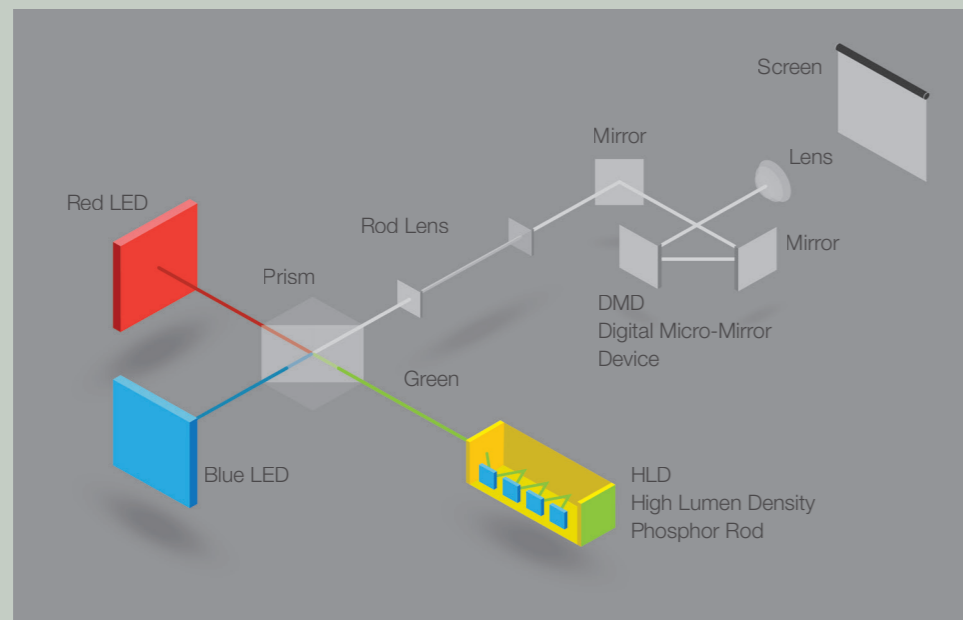 Screen
Mirror
Lens
Red LED
Rod Lens
Mirror
Prism
DMD
Digital Micro-Mirror
Device
Green
Blue LED
HLD
High Lumen Density
Phosphor Rod